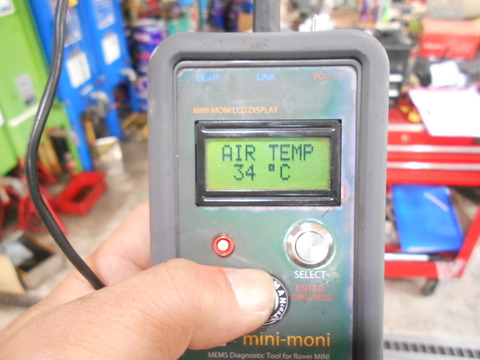 LIGHT LINK POWER
MINI-MONI LCD DISPLAY
AIR TEMP
34 °C
SELECT
ENTER
mini-moni
MEMS Diagnostic Tool for Rover MINI